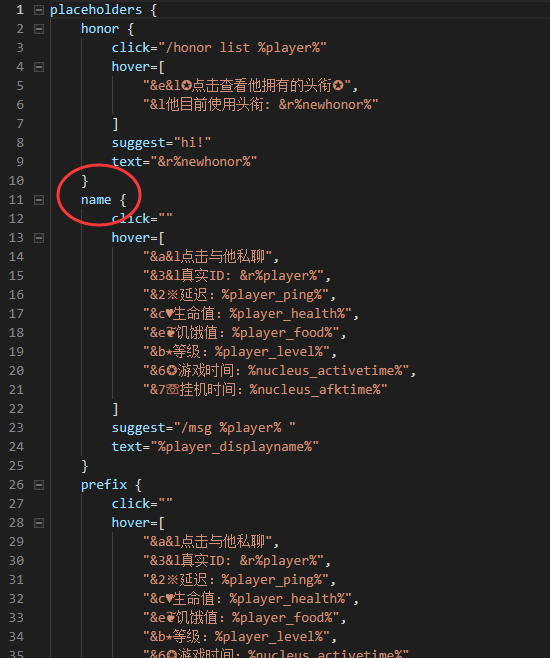 1 placeholders {
2 honor {
3 click="/honor list %player%"
4 hover=[
5 "&e&l✪点击查看他拥有的头衔✪",
6 "&l他目前使用头衔: &r%newhonor%"
7 ]
8 suggest="hi!"
9 text="&r%newhonor%"
10 }
11 name {
12 click=""
13 hover=[
14 "&a&l点击与他私聊",
15 "&3&l真实ID: &r%player%",
16 "&2※延迟: %player_ping%",
17 "&c♥生命值: %player_health%",
18 "&e❦饥饿值: %player_food%",
19 "&b★等级: %player_level%",
20 "&6✪游戏时间: %nucleus_activetime%",
21 "&7挂机时间: %nucleus_afktime%"
22 ]
23 suggest="/msg %player% "
24 text="%player_displayname%"
25 }
26 prefix {
27 click=""
28 hover=[
29 "&a&l点击与他私聊",
30 "&3&l真实ID: &r%player%",
31 "&2※延迟: %player_ping%",
32 "&c♥生命值: %player_health%",
33 "&e❦饥饿值: %player_food%",
34 "&b★等级: %player_level%",
35 "&6✪游戏时间: %nucleus_activetime%",